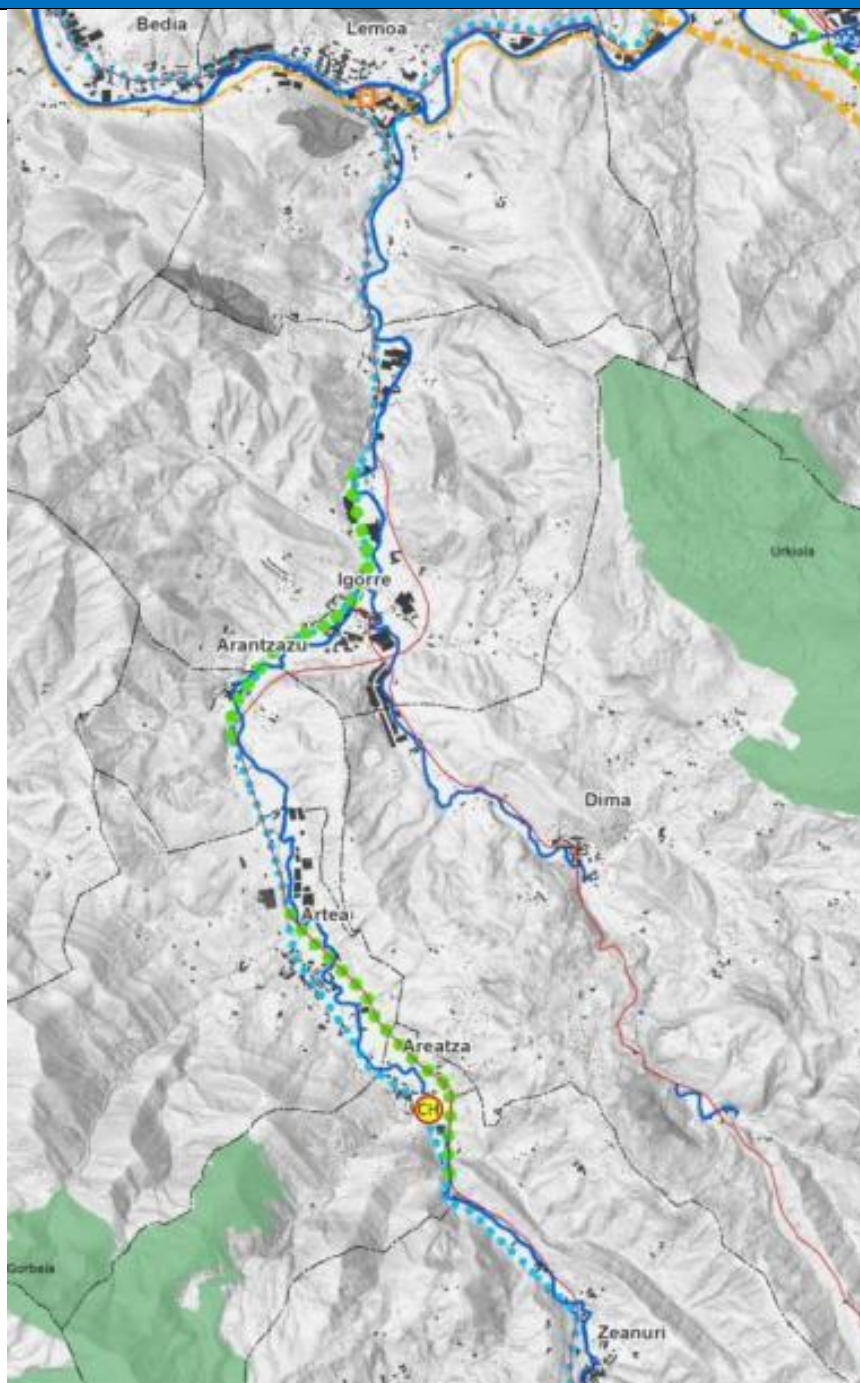 Bedia
Lemoa
Urkiola
Igorre
Arantzazu
Dima
Artea
Areatza
CH
Gorbeia
Zeanuri